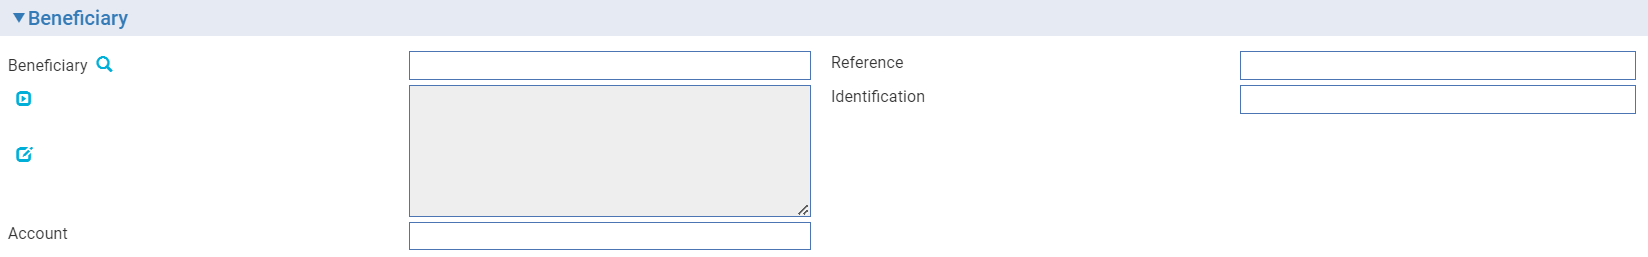 Beneficiary
Beneficiary
Reference
Identification
Account